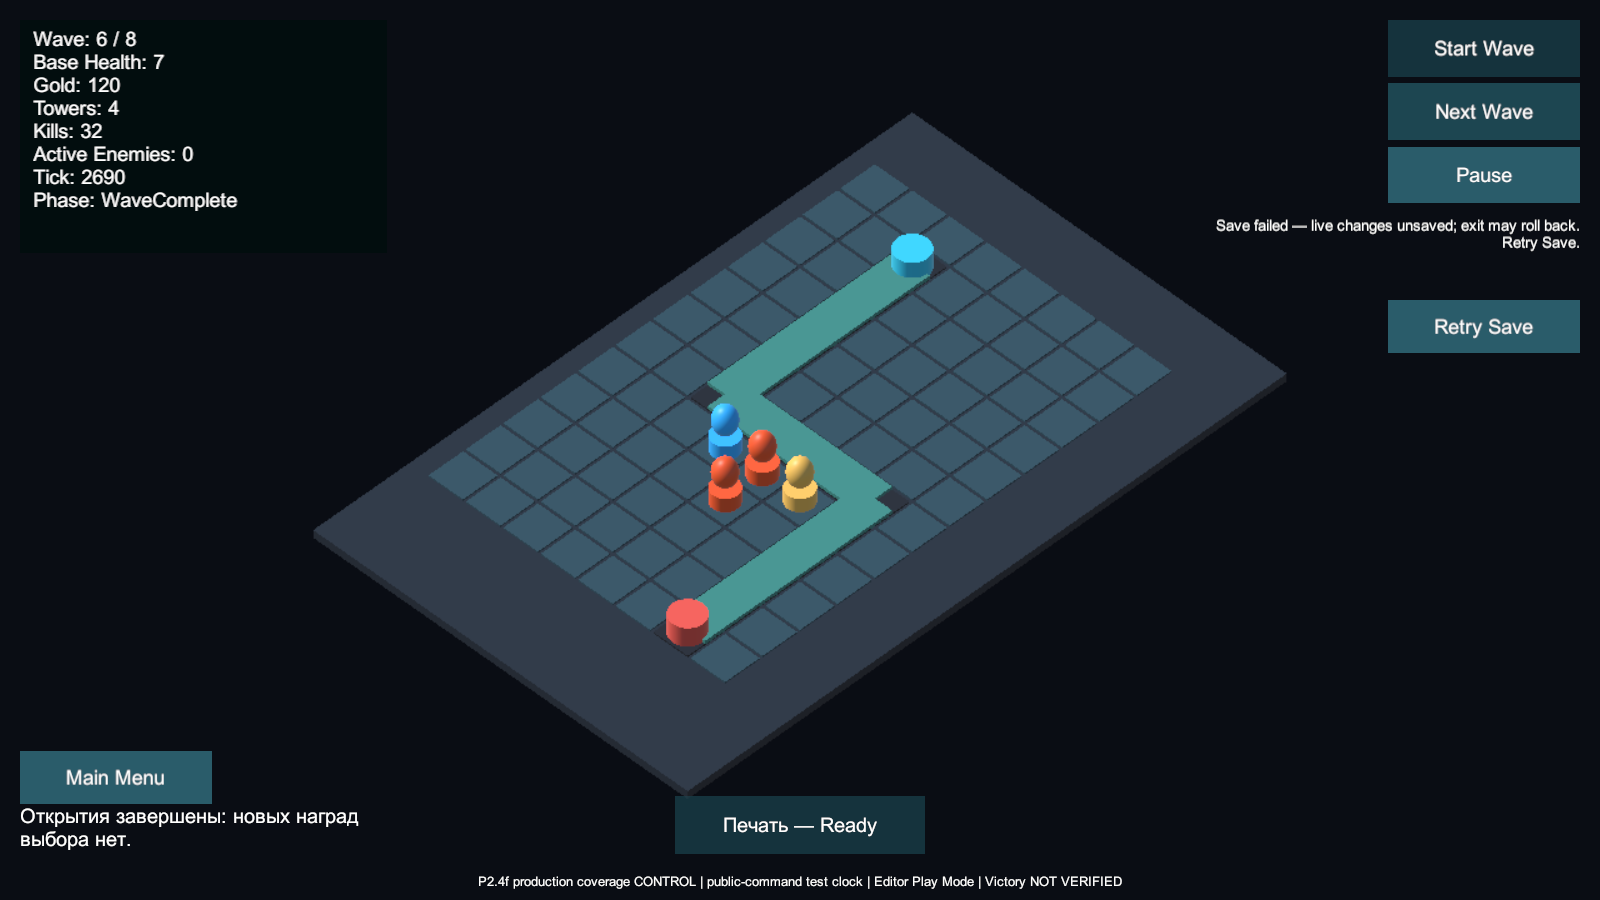 Wave: 6 / 8
Base Health: 7
Gold: 120
Towers: 4
Kills: 32
Active Enemies: 0
Tick: 2690
Phase: WaveComplete
Start Wave
Next Wave
Pause
Save failed — live changes unsaved; exit may roll back.
Retry Save.
Retry Save
Main Menu
Открытия завершены: новых наград
выбора нет.
Печать — Ready
P2.4f production coverage CONTROL | public-command test clock | Editor Play Mode | Victory NOT VERIFIED